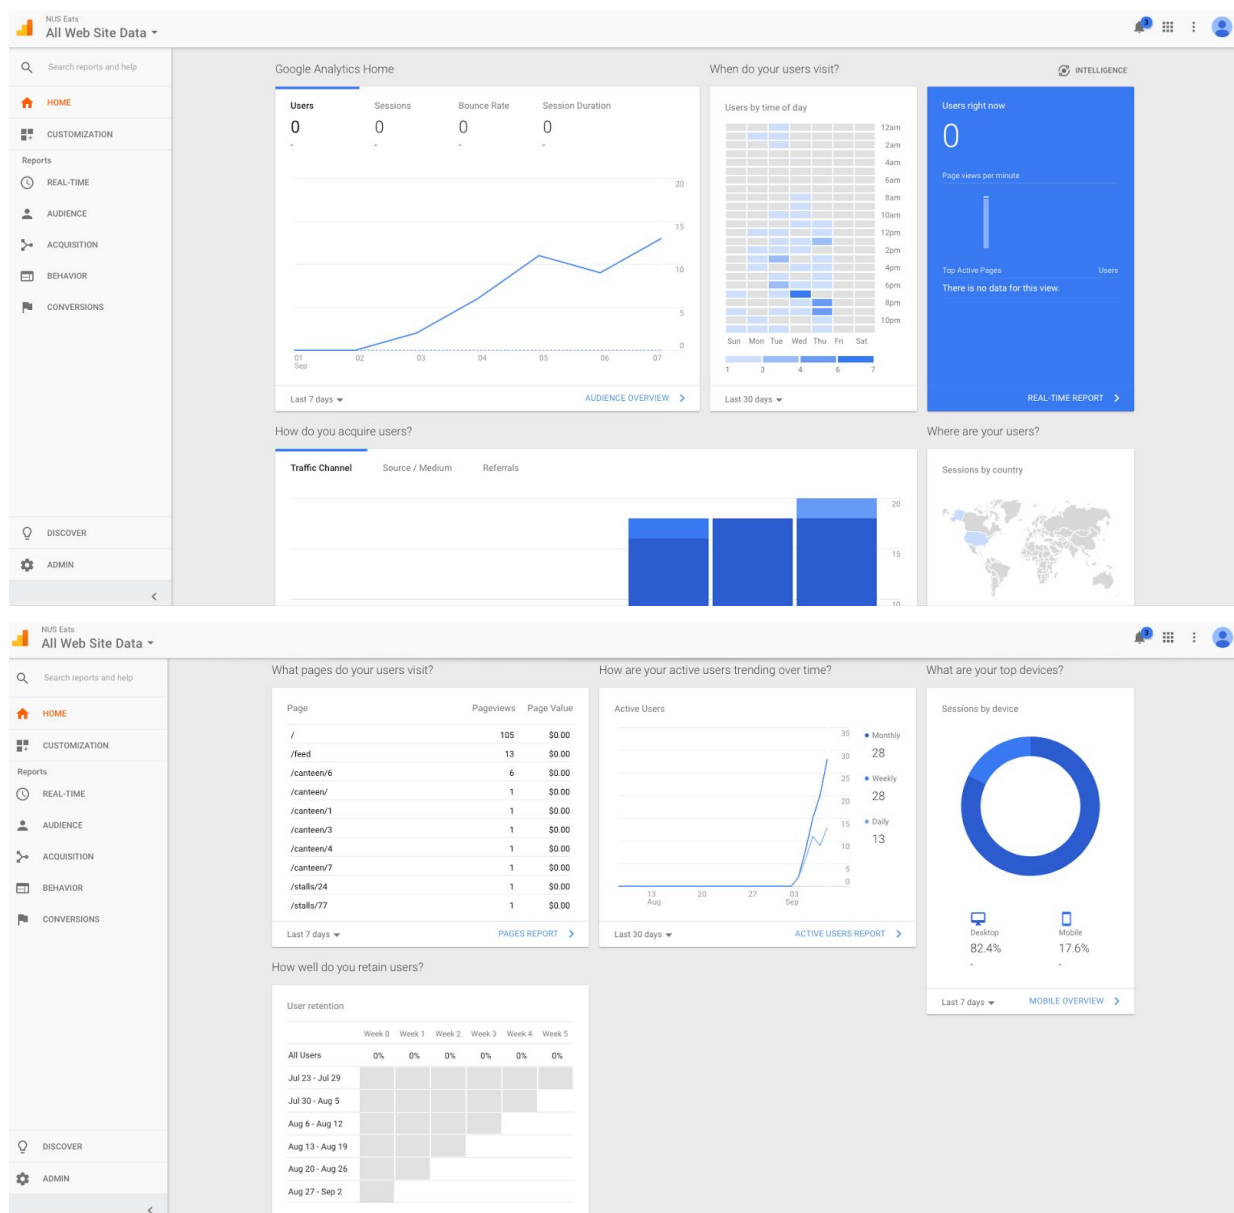 NUS Eats
All Web Site Data
3
Search reports and help
HOME
CUSTOMIZATION
Reports
REAL-TIME
AUDIENCE
ACQUISITION
BEHAVIOR
CONVERSIONS
DISCOVER
ADMIN
Google Analytics Home
Users Sessions Bounce Rate Session Duration
0 0 0 0
- - - -
20
15
10
5
0
01 02 03 04 05 06 07
Sep
Last 7 days AUDIENCE OVERVIEW
When do your users visit?
Users by time of day
12am
2am
4am
6am
8am
10am
12pm
2pm
4pm
6pm
8pm
10pm
Sun Mon Tue Wed Thu Fri Sat
1 3 4 6 7
Last 30 days
INTELLIGENCE
Users right now
0
Page views per minute
Top Active Pages Users
There is no data for this view.
REAL-TIME REPORT
How do you acquire users?
Traffic Channel Source / Medium Referrals
20
15
10
Where are your users?
Sessions by country
NUS Eats
All Web Site Data
3
Search reports and help
HOME
CUSTOMIZATION
Reports
REAL-TIME
AUDIENCE
ACQUISITION
BEHAVIOR
CONVERSIONS
DISCOVER
ADMIN
What pages do your users visit?
Page Pageviews Page Value
/ 105 $0.00
/feed 13 $0.00
/canteen/6 6 $0.00
/canteen/ 1 $0.00
/canteen/1 1 $0.00
/canteen/3 1 $0.00
/canteen/4 1 $0.00
/canteen/7 1 $0.00
/stalls/24 1 $0.00
/stalls/77 1 $0.00
Last 7 days PAGES REPORT
How are your active users trending over time?
Active Users
35
30
25
20
15
10
5
0
13 20 27 03
Aug Sep
Monthly
28
Weekly
28
Daily
13
Last 30 days ACTIVE USERS REPORT
What are your top devices?
Sessions by device
Desktop Mobile
82.4% 17.6%
- -
Last 7 days MOBILE OVERVIEW
How well do you retain users?
User retention
Week 0 Week 1 Week 2 Week 3 Week 4 Week 5
All Users 0% 0% 0% 0% 0% 0%
Jul 23 - Jul 29
Jul 30 - Aug 5
Aug 6 - Aug 12
Aug 13 - Aug 19
Aug 20 - Aug 26
Aug 27 - Sep 2